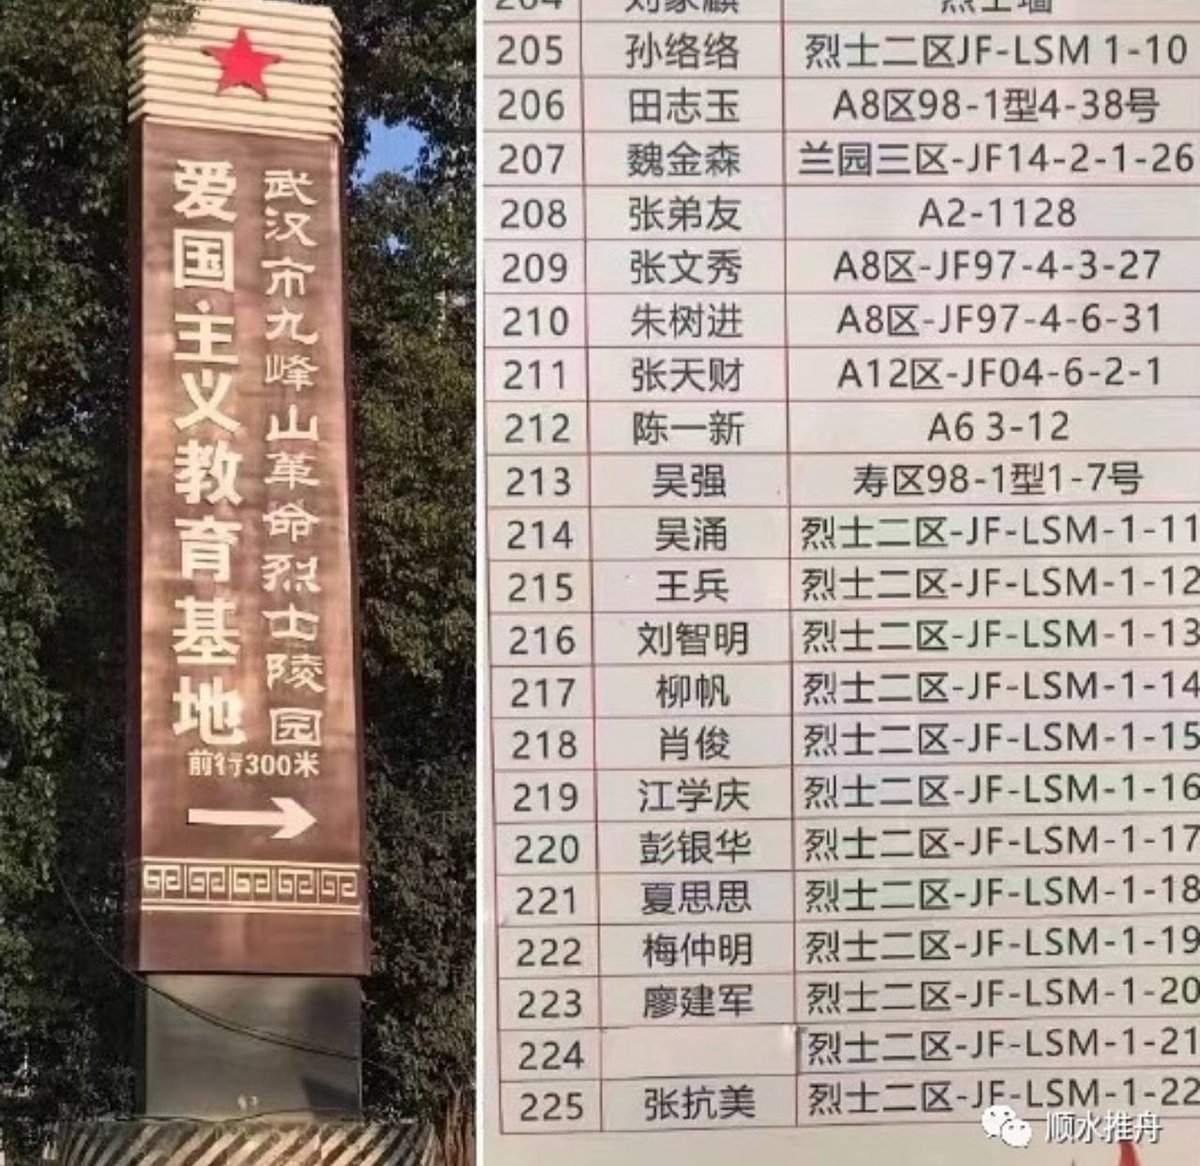 爱国主义教育基地
武汉市九峰山革命烈士陵园
前行300米
204 刘家麒 烈士墙
205 孙络络 烈士二区JF-LSM 1-10
206 田志玉 A8区98-1型4-38号
207 魏金森 兰园三区-JF14-2-1-26
208 张弟友 A2-1128
209 张文秀 A8区-JF97-4-3-27
210 朱树进 A8区-JF97-4-6-31
211 张天财 A12区-JF04-6-2-1
212 陈一新 A6 3-12
213 吴强 寿区98-1型1-7号
214 吴涌 烈士二区-JF-LSM-1-11
215 王兵 烈士二区-JF-LSM-1-12
216 刘智明 烈士二区-JF-LSM-1-13
217 柳帆 烈士二区-JF-LSM-1-14
218 肖俊 烈士二区-JF-LSM-1-15
219 江学庆 烈士二区-JF-LSM-1-16
220 彭银华 烈士二区-JF-LSM-1-17
221 夏思思 烈士二区-JF-LSM-1-18
222 梅仲明 烈士二区-JF-LSM-1-19
223 廖建军 烈士二区-JF-LSM-1-20
224 烈士二区-JF-LSM-1-21
225 张抗美 烈士二区-JF-LSM-1-22
顺水推舟